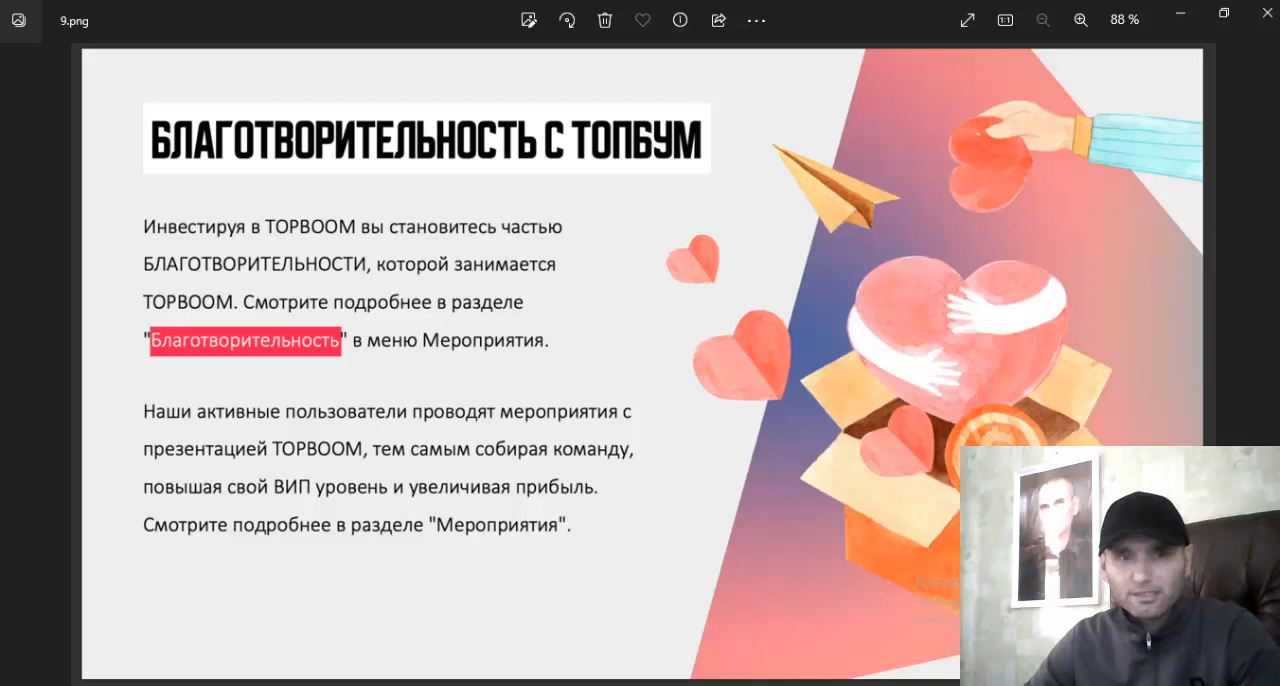 9.png
88 %
БЛАГОТВОРИТЕЛЬНОСТЬ С ТОПБУМ
Инвестируя в TOPBOOM вы становитесь частью
БЛАГОТВОРИТЕЛЬНОСТИ, которой занимается
TOPBOOM. Смотрите подробнее в разделе
"Благотворительность" в меню Мероприятия.
Наши активные пользователи проводят мероприятия с
презентацией TOPBOOM, тем самым собирая команду,
повышая свой ВИП уровень и увеличивая прибыль.
Смотрите подробнее в разделе "Мероприятия".